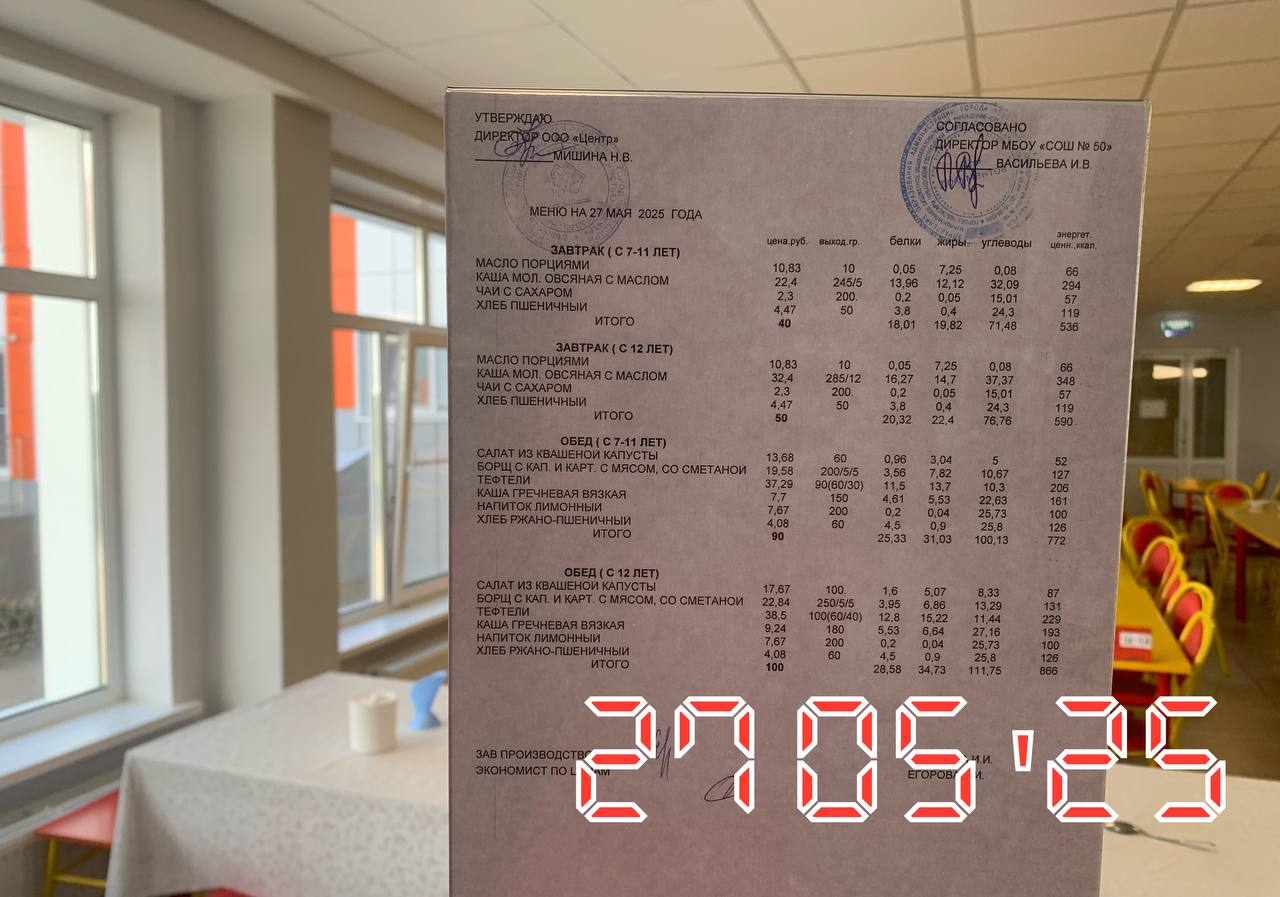 УТВЕРЖДАЮ
ДИРЕКТОР ООО «Центр»
МИШИНА Н.В.
СОГЛАСОВАНО
ДИРЕКТОР МБОУ «СОШ № 50»
ВАСИЛЬЕВА И.В.
МЕНЮ НА 27 МАЯ 2025 ГОДА
цена.руб. выход.гр. белки жиры углеводы энергет. ценн.,ккал.
ЗАВТРАК ( С 7-11 ЛЕТ)
МАСЛО ПОРЦИЯМИ 10,83 10 0,05 7,25 0,08 66
КАША МОЛ. ОВСЯНАЯ С МАСЛОМ 22,4 245/5 13,96 12,12 32,09 294
ЧАИ С САХАРОМ 2,3 200. 0,2 0,05 15,01 57
ХЛЕБ ПШЕНИЧНЫЙ 4,47 50 3,8 0,4 24,3 119
ИТОГО 40 18,01 19,82 71,48 536
ЗАВТРАК ( С 12 ЛЕТ)
МАСЛО ПОРЦИЯМИ 10,83 10 0,05 7,25 0,08 66
КАША МОЛ. ОВСЯНАЯ С МАСЛОМ 32,4 285/12 16,27 14,7 37,37 348
ЧАИ С САХАРОМ 2,3 200. 0,2 0,05 15,01 57
ХЛЕБ ПШЕНИЧНЫЙ 4,47 50 3,8 0,4 24,3 119
ИТОГО 50 20,32 22,4 76,76 590
ОБЕД ( С 7-11 ЛЕТ)
САЛАТ ИЗ КВАШЕНОЙ КАПУСТЫ 13,68 60 0,96 3,04 5 52
БОРЩ С КАП. И КАРТ. С МЯСОМ, СО СМЕТАНОЙ 19,58 200/5/5 3,56 7,82 10,67 127
ТЕФТЕЛИ 37,29 90(60/30) 11,5 13,7 10,3 206
КАША ГРЕЧНЕВАЯ ВЯЗКАЯ 7,7 150 4,61 5,53 22,63 161
НАПИТОК ЛИМОННЫЙ 7,67 200 0,2 0,04 25,73 100
ХЛЕБ РЖАНО-ПШЕНИЧНЫЙ 4,08 60 4,5 0,9 25,8 126
ИТОГО 90 25,33 31,03 100,13 772
ОБЕД ( С 12 ЛЕТ)
САЛАТ ИЗ КВАШЕНОЙ КАПУСТЫ 17,67 100. 1,6 5,07 8,33 87
БОРЩ С КАП. И КАРТ. С МЯСОМ, СО СМЕТАНОЙ 22,84 250/5/5 3,95 6,86 13,29 131
ТЕФТЕЛИ 38,5 100(60/40) 12,8 15,22 11,44 229
КАША ГРЕЧНЕВАЯ ВЯЗКАЯ 9,24 180 5,53 6,64 27,16 193
НАПИТОК ЛИМОННЫЙ 7,67 200 0,2 0,04 25,73 100
ХЛЕБ РЖАНО-ПШЕНИЧНЫЙ 4,08 60 4,5 0,9 25,8 126
ИТОГО 100 28,58 34,73 111,75 866
ЗАВ ПРОИЗВОДСТВО И.И.
ЭКОНОМИСТ ПО ЕГОРОВА
27 05 '25